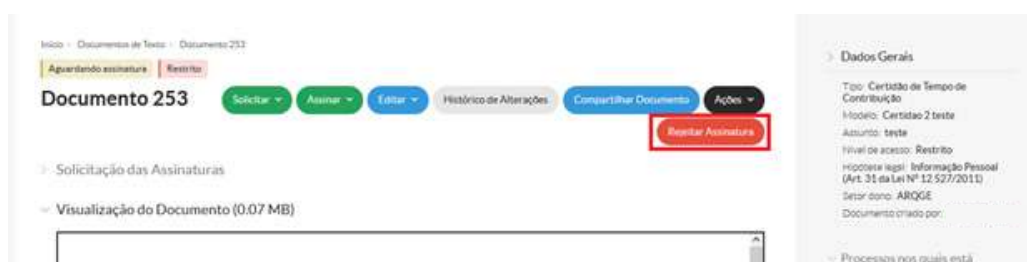 Início › Documentos de Texto › Documento 253
Aguardando assinatura Restrito
Documento 253
Solicitar Assinar Editar Histórico de Alterações Compartilhar Documento Ações
Rejeitar Assinatura
Solicitação das Assinaturas
Visualização do Documento (0.07 MB)
Dados Gerais
Tipo: Certidão de Tempo de
Contribuição
Modelo: Certidao 2 teste
Assunto: teste
Nível de acesso: Restrito
Hipótese legal: Informação Pessoal
(Art. 31 da Lei Nº 12.527/2011)
Setor dono: ARQGE
Documento criado por:
Processos nos quais está